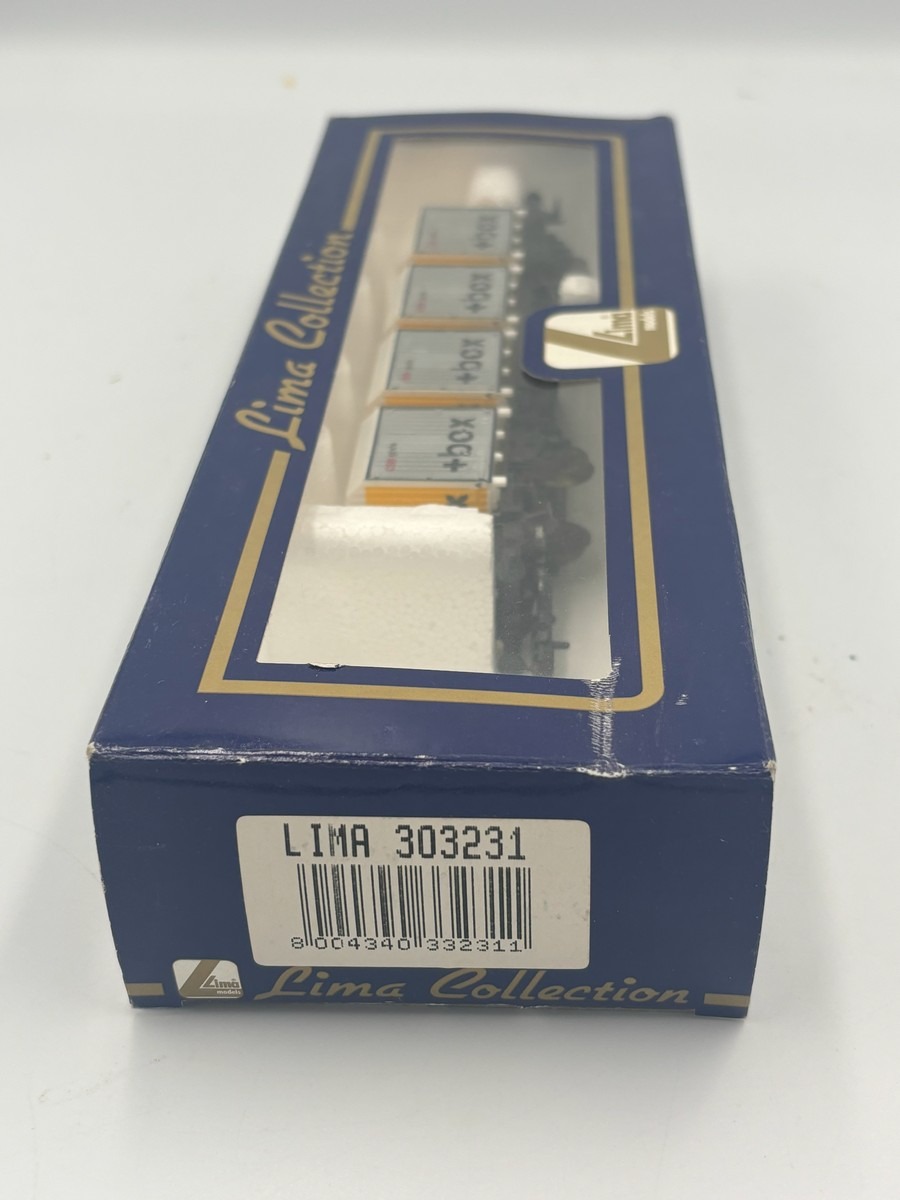 +box
+box
+box
+box
Lima
models
Lima Collection
LIMA 303231
8 004340 332311
Lima
models
Lima Collection